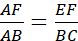 AF/AB = EF/BC